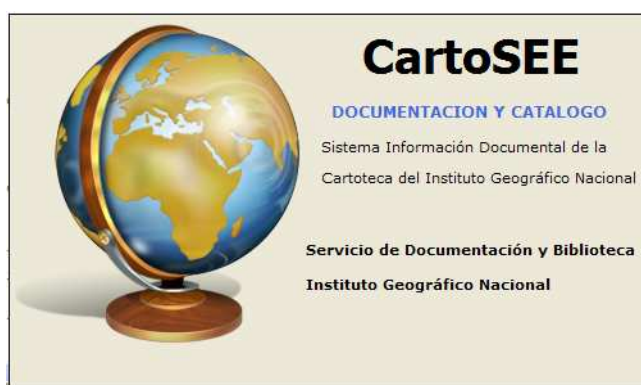 CartoSEE
DOCUMENTACION Y CATALOGO
Sistema Información Documental de la
Cartoteca del Instituto Geográfico Nacional
Servicio de Documentación y Biblioteca
Instituto Geográfico Nacional